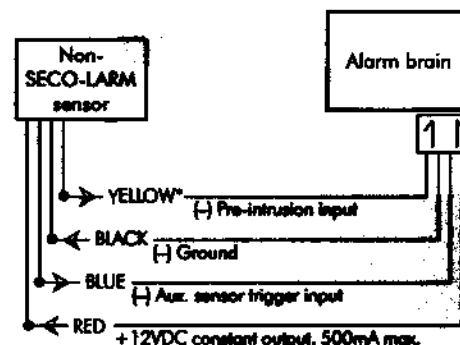 Non-
SECO-LARM
sensor
Alarm brain
YELLOW*
(–) Pre-intrusion input
BLACK
(–) Ground
BLUE
(–) Aux. sensor trigger input
RED
+12VDC constant output, 500mA max.